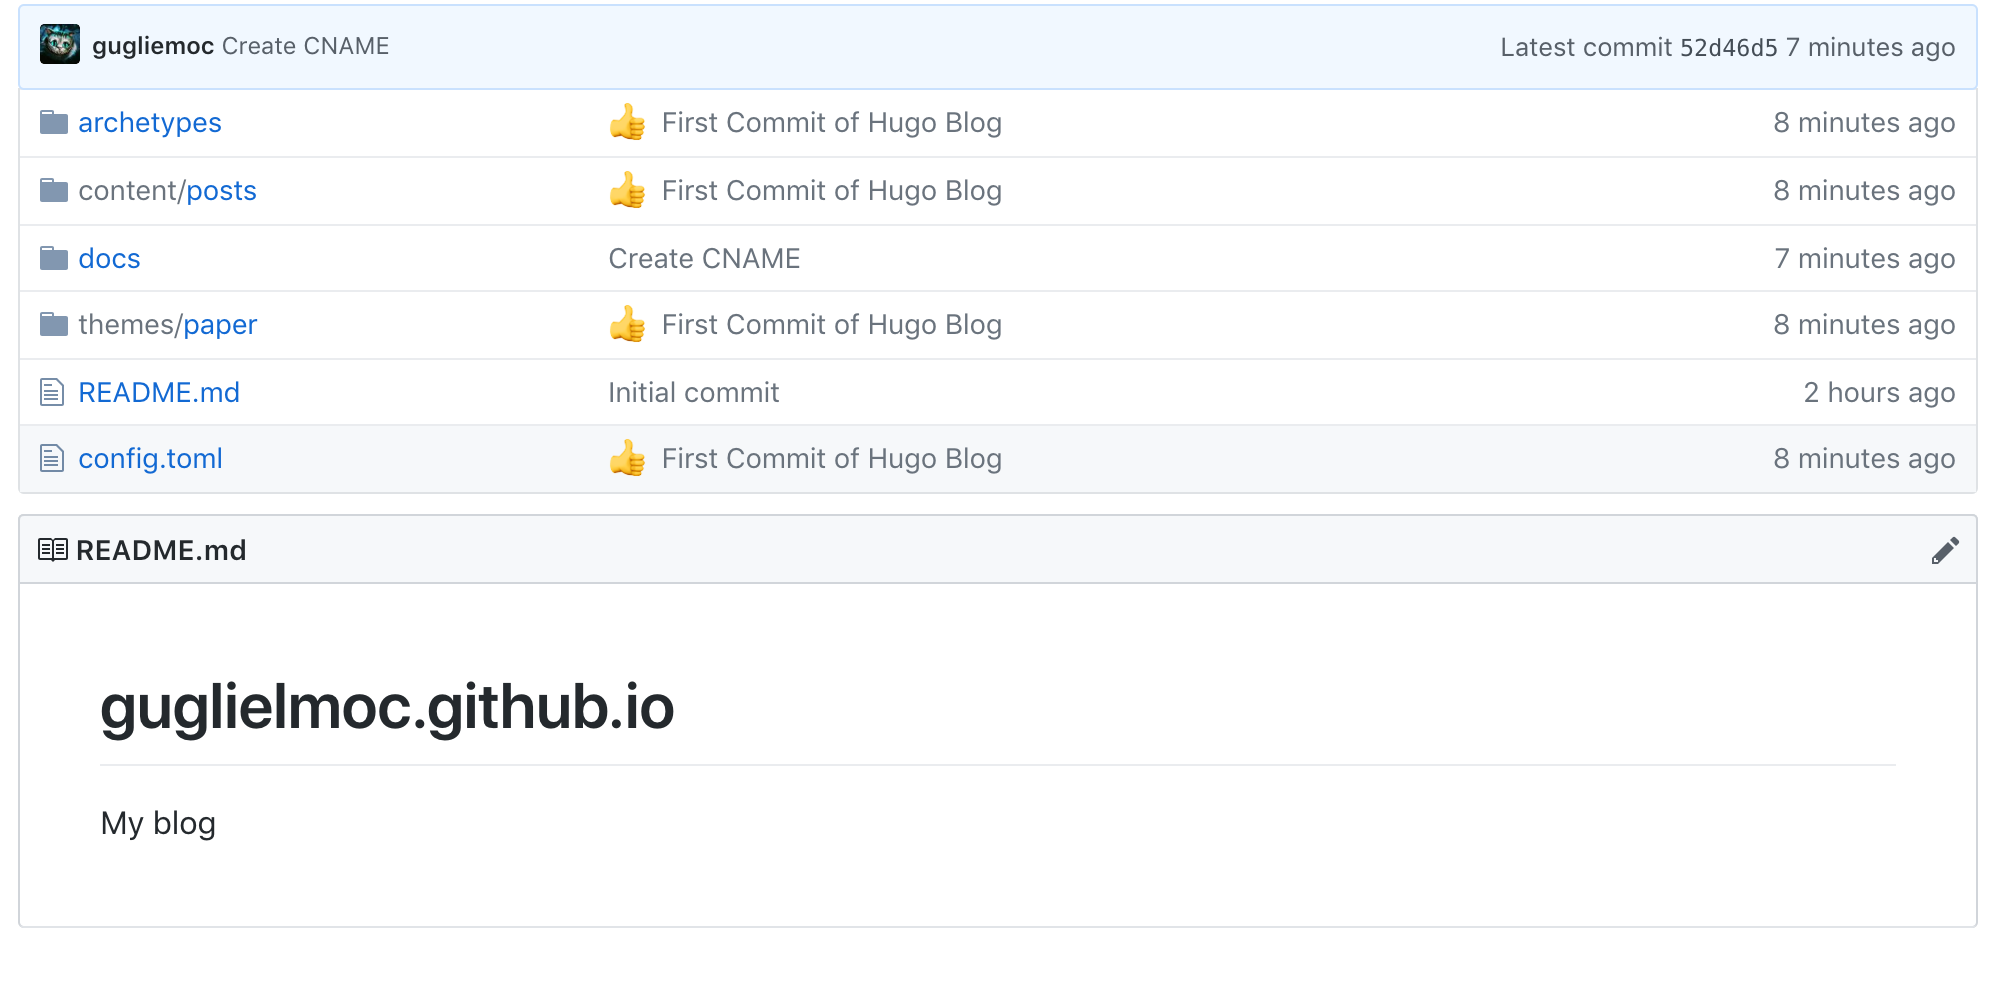 gugliemoc Create CNAME Latest commit 52d46d5 7 minutes ago
archetypes 👍 First Commit of Hugo Blog 8 minutes ago
content/posts 👍 First Commit of Hugo Blog 8 minutes ago
docs Create CNAME 7 minutes ago
themes/paper 👍 First Commit of Hugo Blog 8 minutes ago
README.md Initial commit 2 hours ago
config.toml 👍 First Commit of Hugo Blog 8 minutes ago
README.md
guglielmoc.github.io
My blog